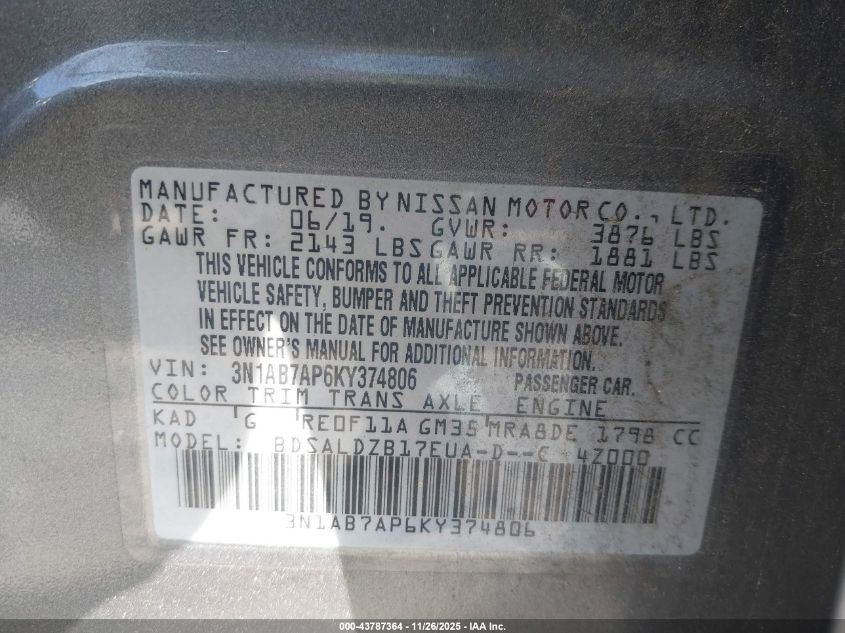 MANUFACTURED BY NISSAN MOTOR CO., LTD.
DATE: 06/19. GVWR: 3876 LBS
GAWR FR: 2143 LBS GAWR RR: 1881 LBS
THIS VEHICLE CONFORMS TO ALL APPLICABLE FEDERAL MOTOR
VEHICLE SAFETY, BUMPER AND THEFT PREVENTION STANDARDS
IN EFFECT ON THE DATE OF MANUFACTURE SHOWN ABOVE.
SEE OWNER'S MANUAL FOR ADDITIONAL INFORMATION.
VIN: 3N1AB7AP6KY374806 PASSENGER CAR.
COLOR TRIM TRANS AXLE ENGINE
KAD G RE0F11A GM35 MRA8DE 1798 CC
MODEL: BDSALDZB17EUA-D--C 4Z000
3N1AB7AP6KY374806
000-43787364 - 11/26/2025 - IAA Inc.